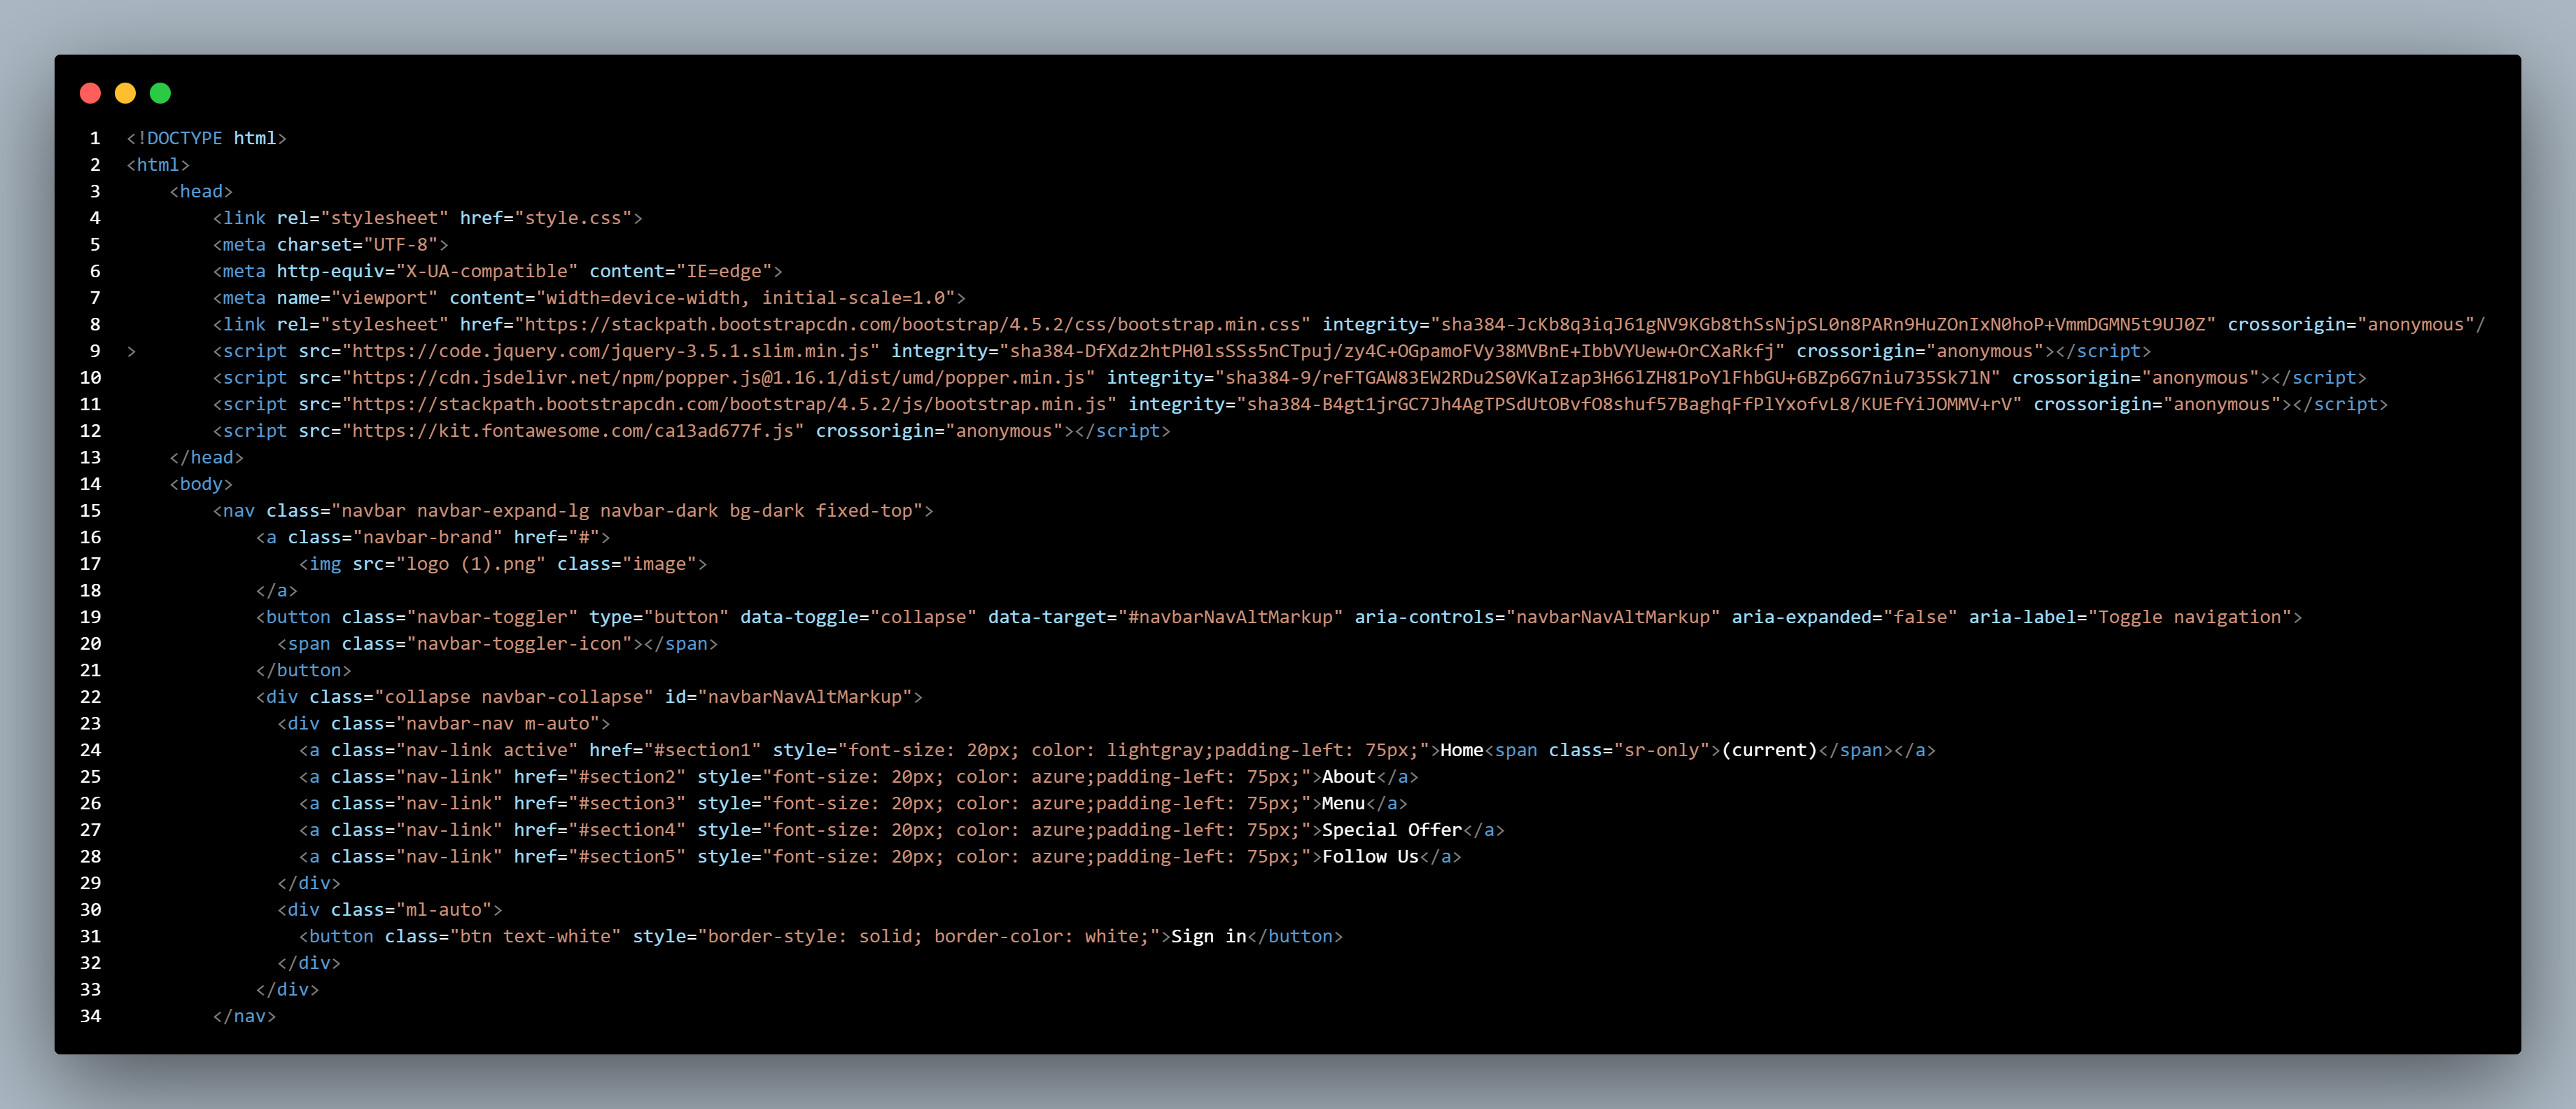 1 <!DOCTYPE html>
2 <html>
3     <head>
4         <link rel="stylesheet" href="style.css">
5         <meta charset="UTF-8">
6         <meta http-equiv="X-UA-compatible" content="IE=edge">
7         <meta name="viewport" content="width=device-width, initial-scale=1.0">
8         <link rel="stylesheet" href="https://stackpath.bootstrapcdn.com/bootstrap/4.5.2/css/bootstrap.min.css" integrity="sha384-JcKb8q3iqJ61gNV9KGb8thSsNjpSL0n8PARn9HuZOnIxN0hoP+VmmDGMN5t9UJ0Z" crossorigin="anonymous"/
9 >       <script src="https://code.jquery.com/jquery-3.5.1.slim.min.js" integrity="sha384-DfXdz2htPH0lsSSs5nCTpuj/zy4C+OGpamoFVy38MVBnE+IbbVYUew+OrCXaRkfj" crossorigin="anonymous"></script>
10         <script src="https://cdn.jsdelivr.net/npm/popper.js@1.16.1/dist/umd/popper.min.js" integrity="sha384-9/reFTGAW83EW2RDu2S0VKaIzap3H66lZH81PoYlFhbGU+6BZp6G7niu735Sk7lN" crossorigin="anonymous"></script>
11         <script src="https://stackpath.bootstrapcdn.com/bootstrap/4.5.2/js/bootstrap.min.js" integrity="sha384-B4gt1jrGC7Jh4AgTPSdUtOBvfO8shuf57BaghqFfPlYxofvL8/KUEfYiJOMMV+rV" crossorigin="anonymous"></script>
12         <script src="https://kit.fontawesome.com/ca13ad677f.js" crossorigin="anonymous"></script>
13     </head>
14     <body>
15         <nav class="navbar navbar-expand-lg navbar-dark bg-dark fixed-top">
16             <a class="navbar-brand" href="#">
17                 <img src="logo (1).png" class="image">
18             </a>
19             <button class="navbar-toggler" type="button" data-toggle="collapse" data-target="#navbarNavAltMarkup" aria-controls="navbarNavAltMarkup" aria-expanded="false" aria-label="Toggle navigation">
20               <span class="navbar-toggler-icon"></span>
21             </button>
22             <div class="collapse navbar-collapse" id="navbarNavAltMarkup">
23               <div class="navbar-nav m-auto">
24                 <a class="nav-link active" href="#section1" style="font-size: 20px; color: lightgray;padding-left: 75px;">Home<span class="sr-only">(current)</span></a>
25                 <a class="nav-link" href="#section2" style="font-size: 20px; color: azure;padding-left: 75px;">About</a>
26                 <a class="nav-link" href="#section3" style="font-size: 20px; color: azure;padding-left: 75px;">Menu</a>
27                 <a class="nav-link" href="#section4" style="font-size: 20px; color: azure;padding-left: 75px;">Special Offer</a>
28                 <a class="nav-link" href="#section5" style="font-size: 20px; color: azure;padding-left: 75px;">Follow Us</a>
29               </div>
30               <div class="ml-auto">
31                 <button class="btn text-white" style="border-style: solid; border-color: white;">Sign in</button>
32               </div>
33             </div>
34         </nav>